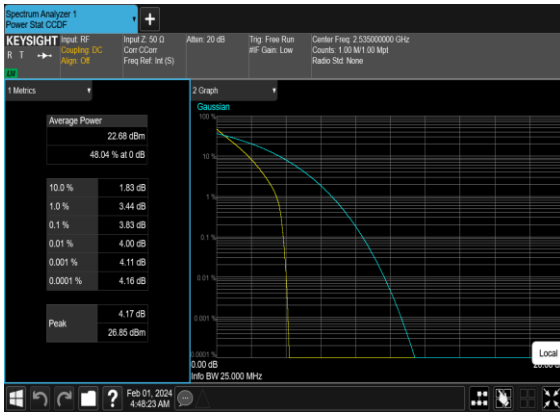 Spectrum Analyzer 1
Power Stat CCDF
+
KEYSIGHT
R T
LM
Input: RF
Coupling: DC
Align: Off
Input Z: 50 Ω
Corr CCorr
Freq Ref: Int (S)
Atten: 20 dB
Trig: Free Run
#IF Gain: Low
Center Freq: 2.535000000 GHz
Counts: 1.00 M/1.00 Mpt
Radio Std: None
1 Metrics
Average Power
22.68 dBm
48.04 % at 0 dB
10.0 % 1.83 dB
1.0 % 3.44 dB
0.1 % 3.83 dB
0.01 % 4.00 dB
0.001 % 4.11 dB
0.0001 % 4.16 dB
Peak
4.17 dB
26.85 dBm
2 Graph
Gaussian
100 %
10 %
1 %
0.1 %
0.01 %
0.001 %
0.0001 %
0.00 dB
Info BW 25.000 MHz
Local
?
Feb 01, 2024
4:48:23 AM